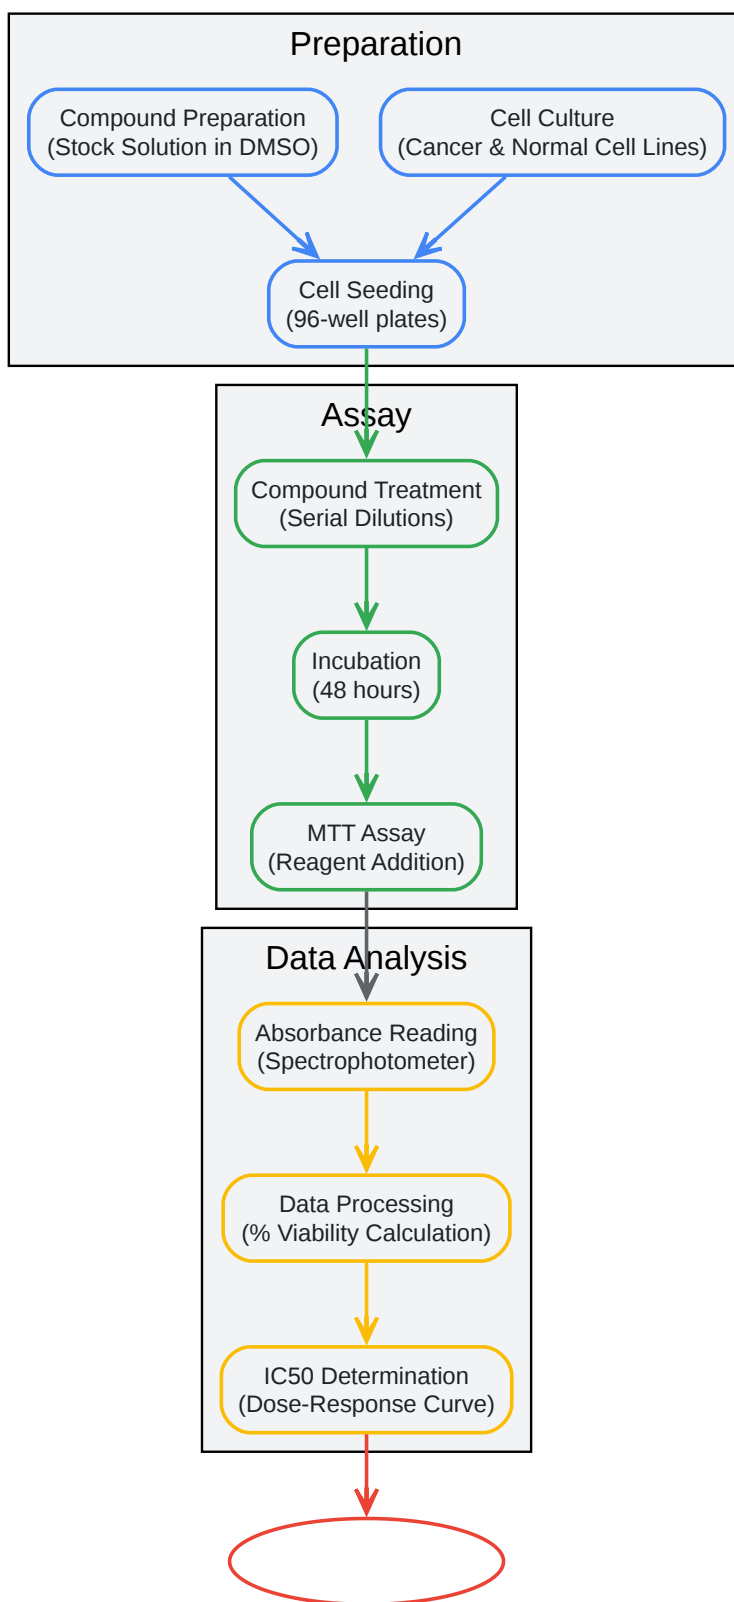 Preparation
Compound Preparation
(Stock Solution in DMSO)
Cell Culture
(Cancer & Normal Cell Lines)
Cell Seeding
(96-well plates)
Assay
Compound Treatment
(Serial Dilutions)
Incubation
(48 hours)
MTT Assay
(Reagent Addition)
Data Analysis
Absorbance Reading
(Spectrophotometer)
Data Processing
(% Viability Calculation)
IC50 Determination
(Dose-Response Curve)